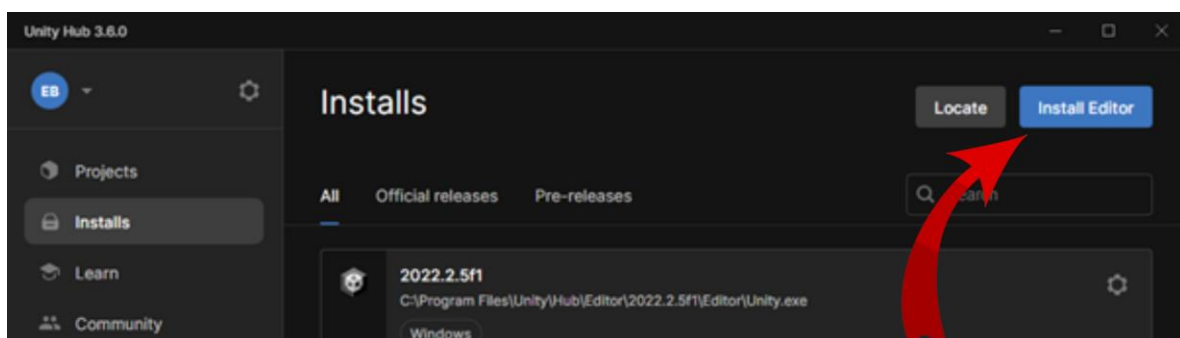 Unity Hub 3.6.0
EB
Installs
Locate
Install Editor
Projects
All
Official releases
Pre-releases
Search
Installs
Learn
2022.2.5f1
C:\Program Files\Unity\Hub\Editor\2022.2.5f1\Editor\Unity.exe
Community
Windows